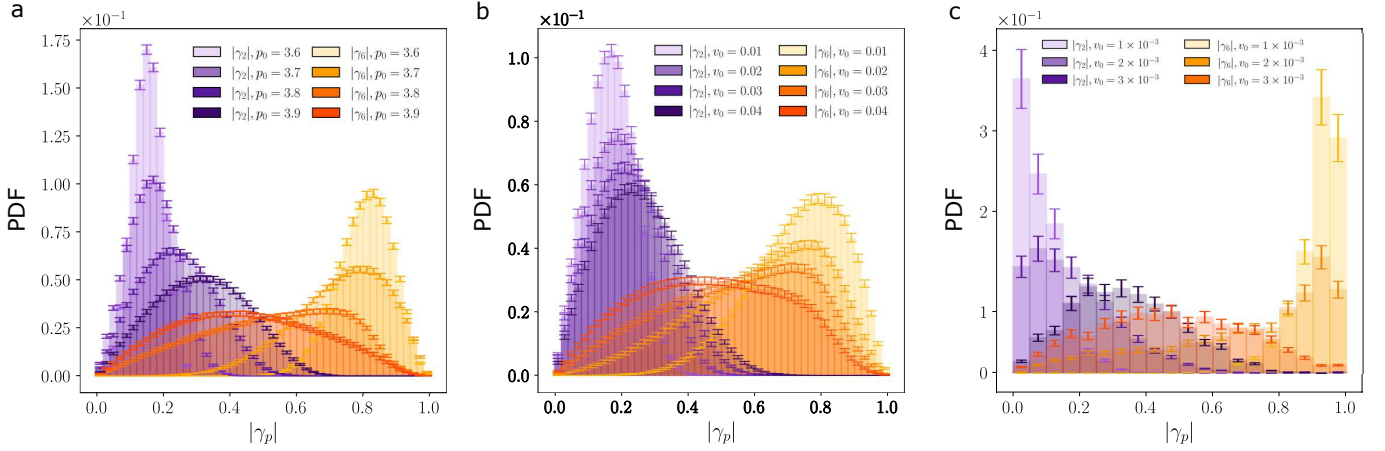 a
×10⁻¹
1.75
1.50
1.25
1.00
0.75
0.50
0.25
0.00
PDF
0.0 0.2 0.4 0.6 0.8 1.0
|γₚ|
|γ₂|, p₀ = 3.6
|γ₂|, p₀ = 3.7
|γ₂|, p₀ = 3.8
|γ₂|, p₀ = 3.9
|γ₆|, p₀ = 3.6
|γ₆|, p₀ = 3.7
|γ₆|, p₀ = 3.8
|γ₆|, p₀ = 3.9
b
×10⁻¹
1.0
0.8
0.6
0.4
0.2
0.0
PDF
0.0 0.2 0.4 0.6 0.8 1.0
|γₚ|
|γ₂|, v₀ = 0.01
|γ₂|, v₀ = 0.02
|γ₂|, v₀ = 0.03
|γ₂|, v₀ = 0.04
|γ₆|, v₀ = 0.01
|γ₆|, v₀ = 0.02
|γ₆|, v₀ = 0.03
|γ₆|, v₀ = 0.04
c
×10⁻¹
4
3
2
1
0
PDF
0.0 0.2 0.4 0.6 0.8 1.0
|γₚ|
|γ₂|, v₀ = 1 × 10⁻³
|γ₂|, v₀ = 2 × 10⁻³
|γ₂|, v₀ = 3 × 10⁻³
|γ₆|, v₀ = 1 × 10⁻³
|γ₆|, v₀ = 2 × 10⁻³
|γ₆|, v₀ = 3 × 10⁻³